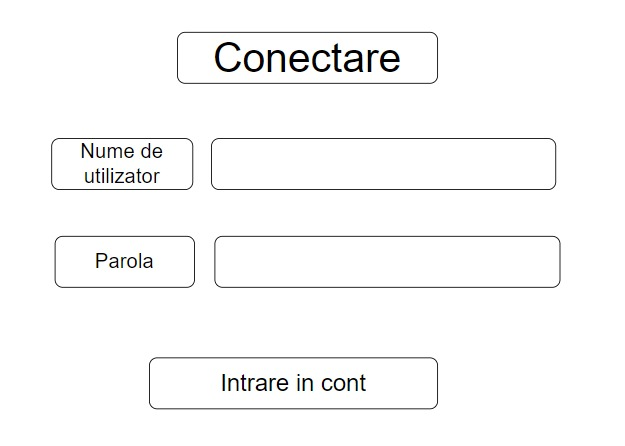 Conectare
Nume de
utilizator
Parola
Intrare in cont